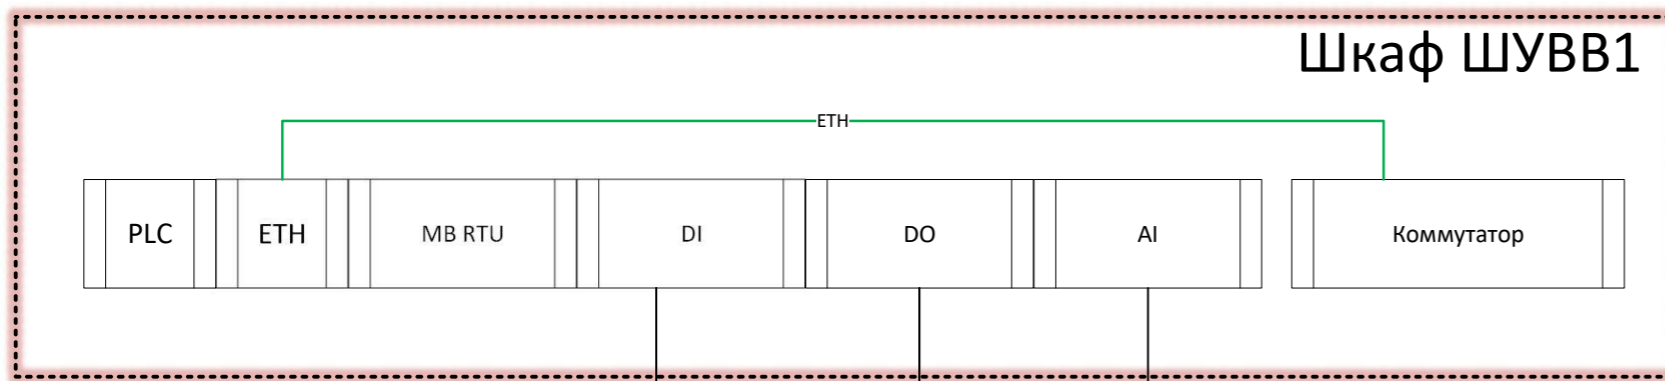 Шкаф ШУВВ1
ETH
PLC
ETH
MB RTU
DI
DO
AI
Коммутатор